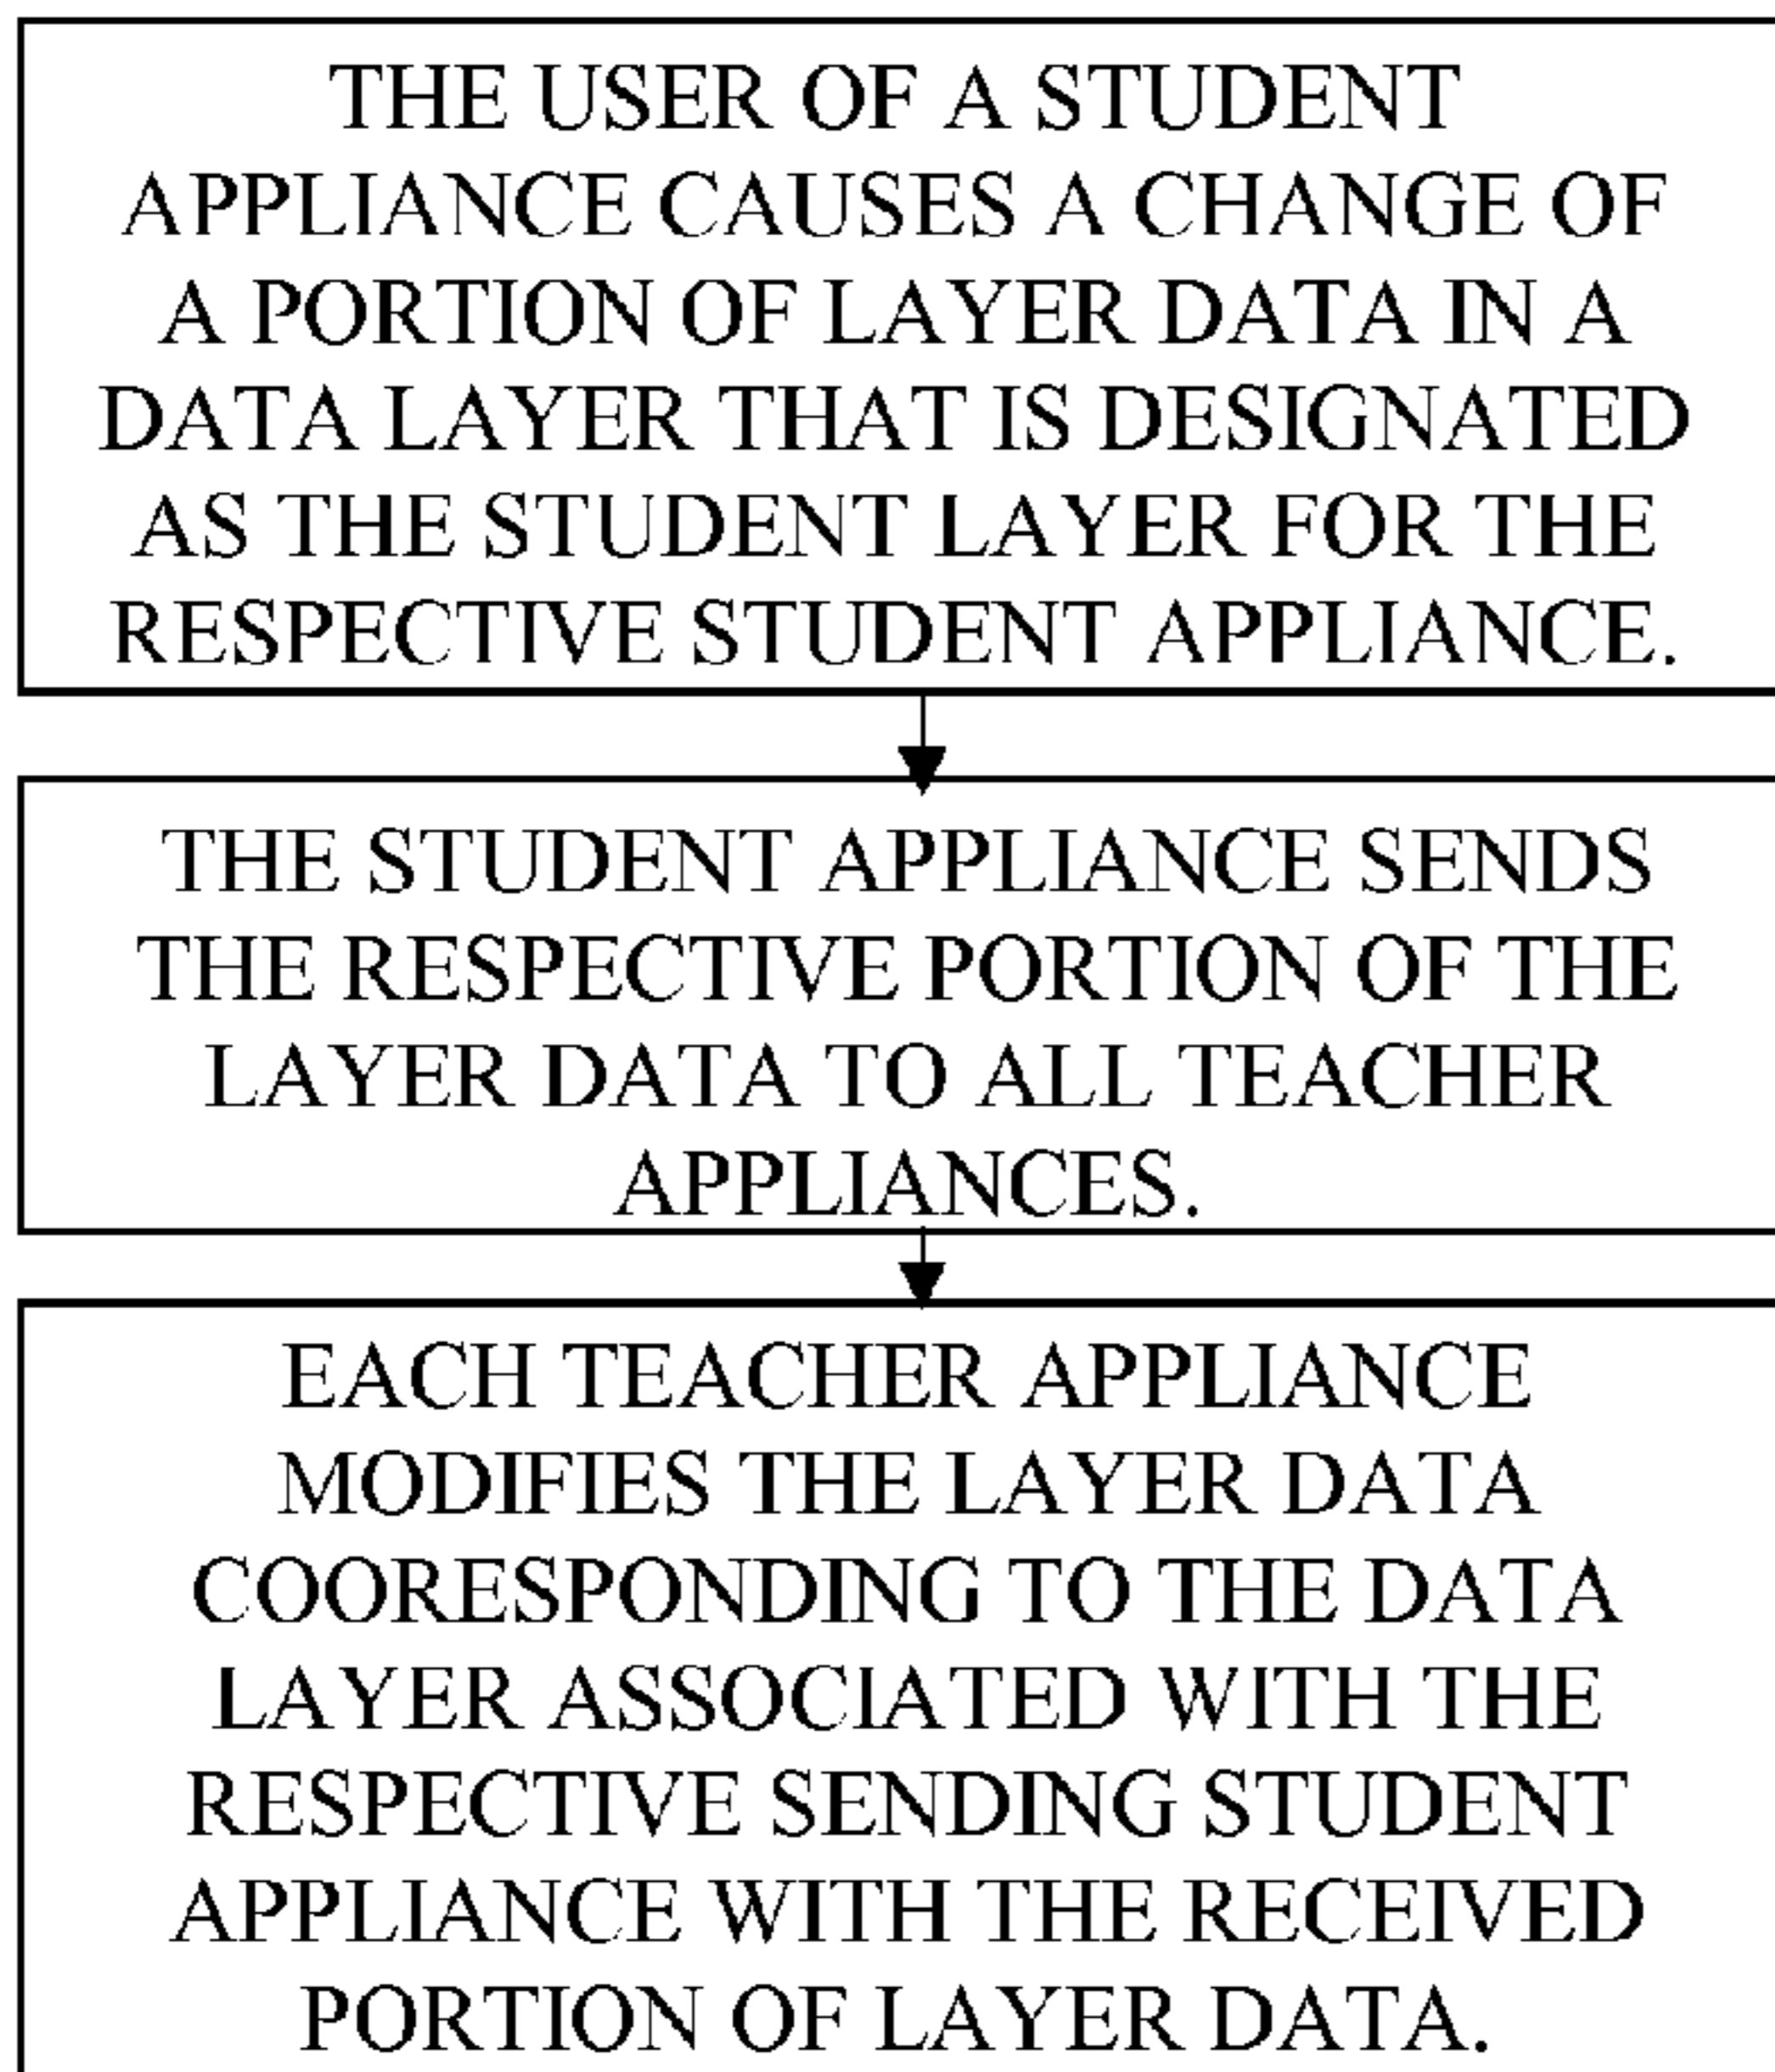 THE USER OF A STUDENT
APPLIANCE CAUSES A CHANGE OF
A PORTION OF LAYER DATA IN A
DATA LAYER THAT IS DESIGNATED
AS THE STUDENT LAYER FOR THE
RESPECTIVE STUDENT APPLIANCE.
THE STUDENT APPLIANCE SENDS
THE RESPECTIVE PORTION OF THE
LAYER DATA TO ALL TEACHER
APPLIANCES.
EACH TEACHER APPLIANCE
MODIFIES THE LAYER DATA
COORESPONDING TO THE DATA
LAYER ASSOCIATED WITH THE
RESPECTIVE SENDING STUDENT
APPLIANCE WITH THE RECEIVED
PORTION OF LAYER DATA.